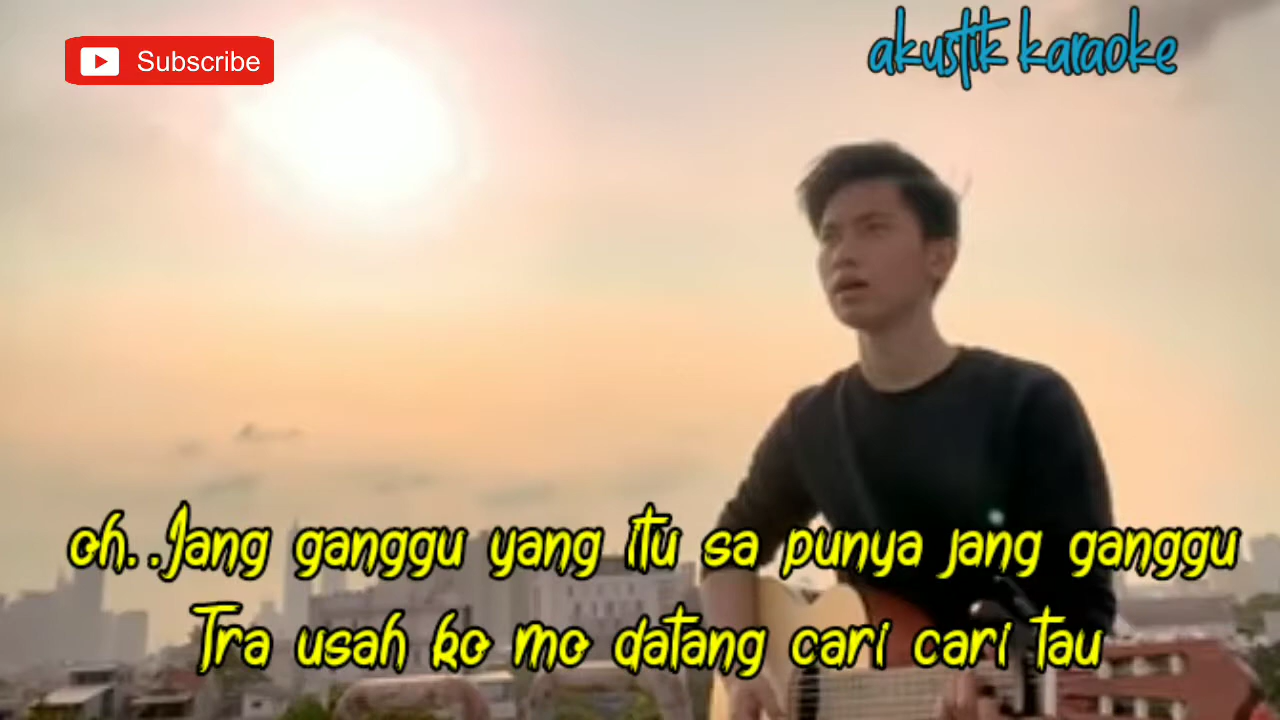 Subscribe
akustik karaoke
oh..Jang ganggu yang itu sa punya jang ganggu
Tra usah ko mo datang cari cari tau